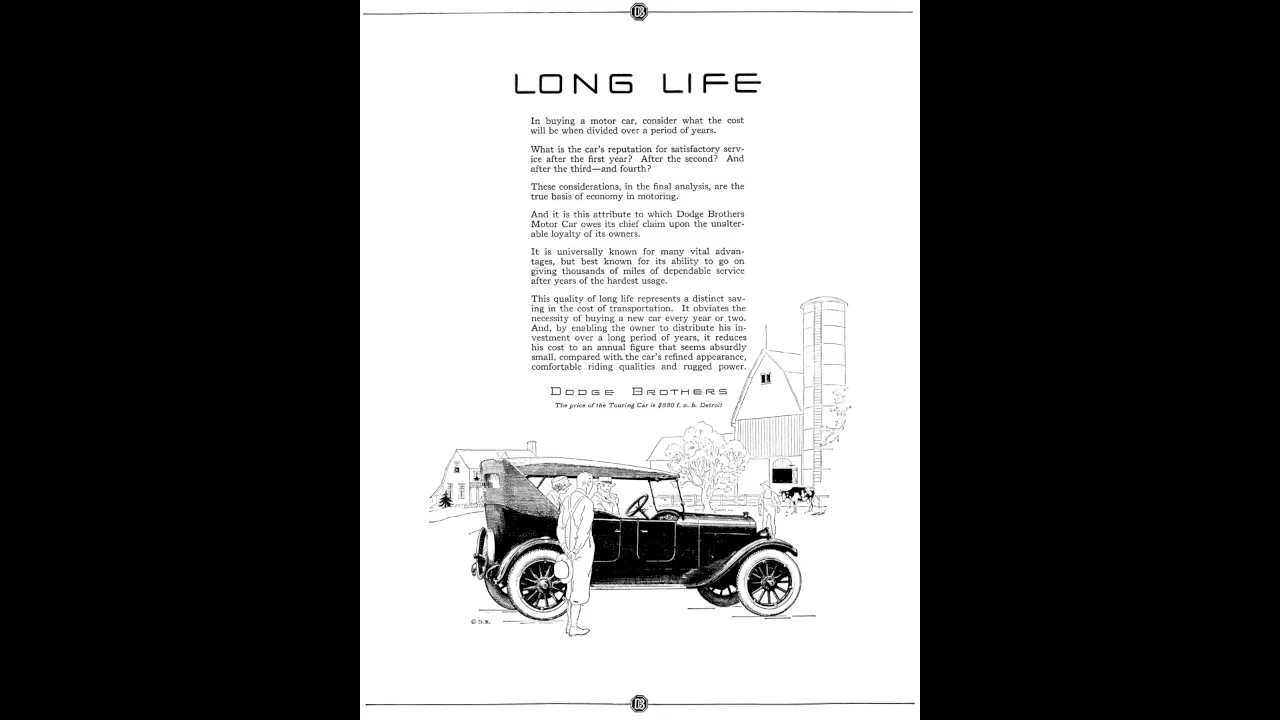 DB
LONG LIFE
In buying a motor car, consider what the cost
will be when divided over a period of years.
What is the car's reputation for satisfactory serv-
ice after the first year? After the second? And
after the third—and fourth?
These considerations, in the final analysis, are the
true basis of economy in motoring.
And it is this attribute to which Dodge Brothers
Motor Car owes its chief claim upon the unalter-
able loyalty of its owners.
It is universally known for many vital advan-
tages, but best known for its ability to go on
giving thousands of miles of dependable service
after years of the hardest usage.
This quality of long life represents a distinct sav-
ing in the cost of transportation. It obviates the
necessity of buying a new car every year or two.
And, by enabling the owner to distribute his in-
vestment over a long period of years, it reduces
his cost to an annual figure that seems absurdly
small, compared with the car's refined appearance,
comfortable riding qualities and rugged power.
DODGE BROTHERS
The price of the Touring Car is $880 f. o. b. Detroit
© D. B.
DB